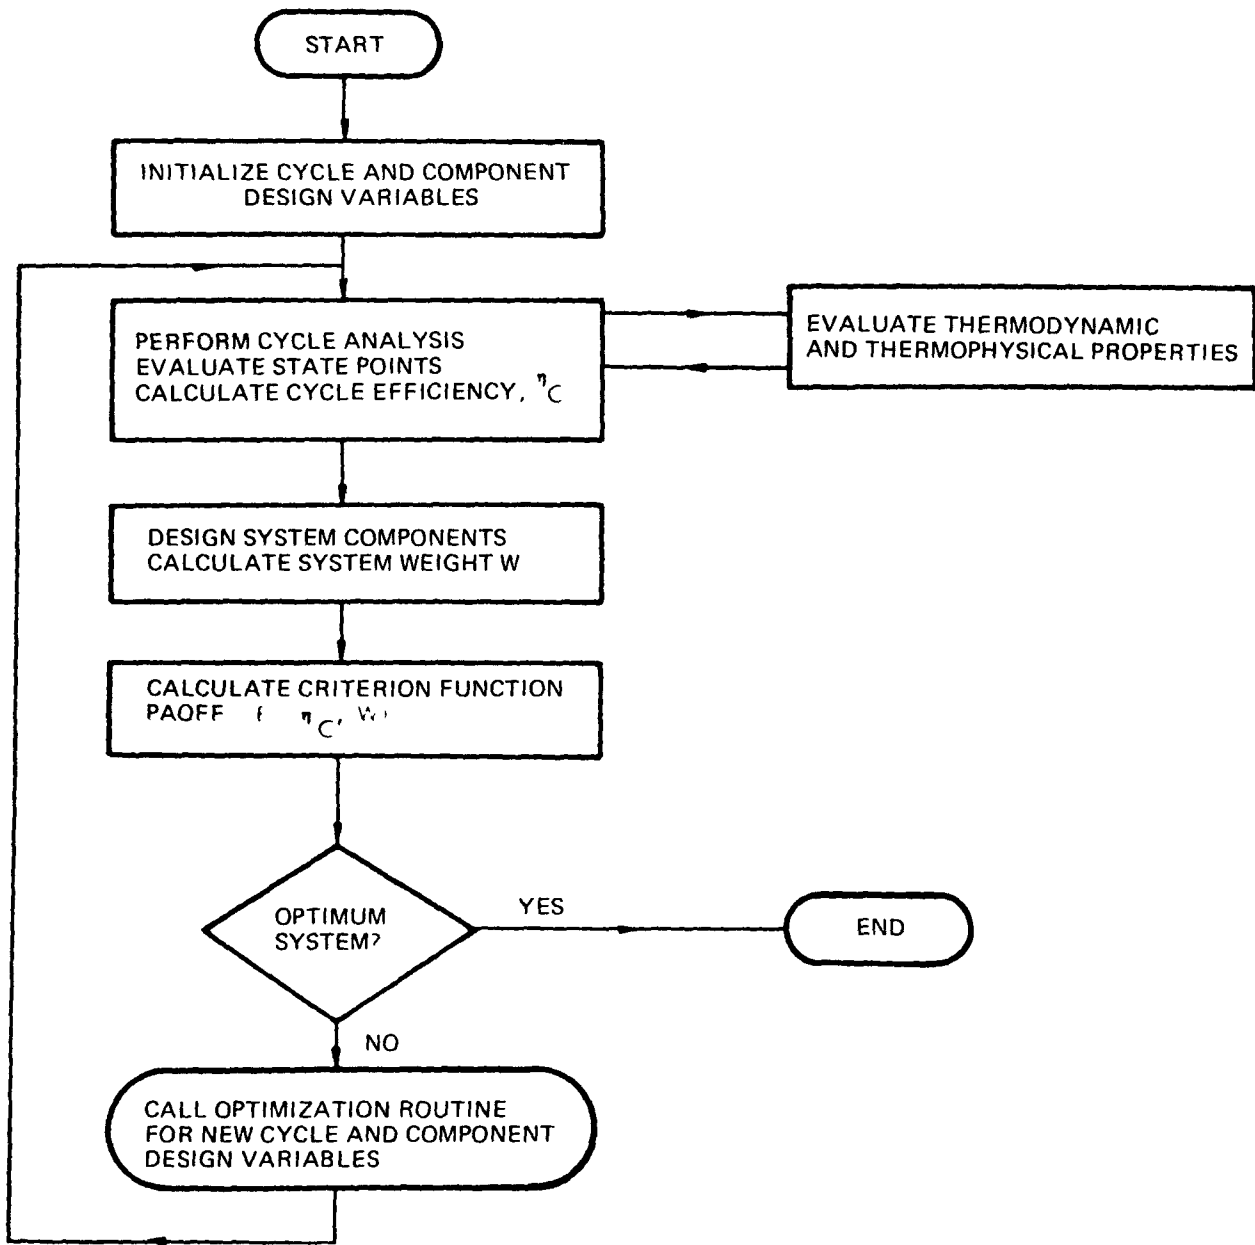 START
INITIALIZE CYCLE AND COMPONENT
DESIGN VARIABLES
PERFORM CYCLE ANALYSIS
EVALUATE STATE POINTS
CALCULATE CYCLE EFFICIENCY, ηC
EVALUATE THERMODYNAMIC
AND THERMOPHYSICAL PROPERTIES
DESIGN SYSTEM COMPONENTS
CALCULATE SYSTEM WEIGHT W
CALCULATE CRITERION FUNCTION
PAOFF ηC, W)
OPTIMUM
SYSTEM?
YES
END
NO
CALL OPTIMIZATION ROUTINE
FOR NEW CYCLE AND COMPONENT
DESIGN VARIABLES